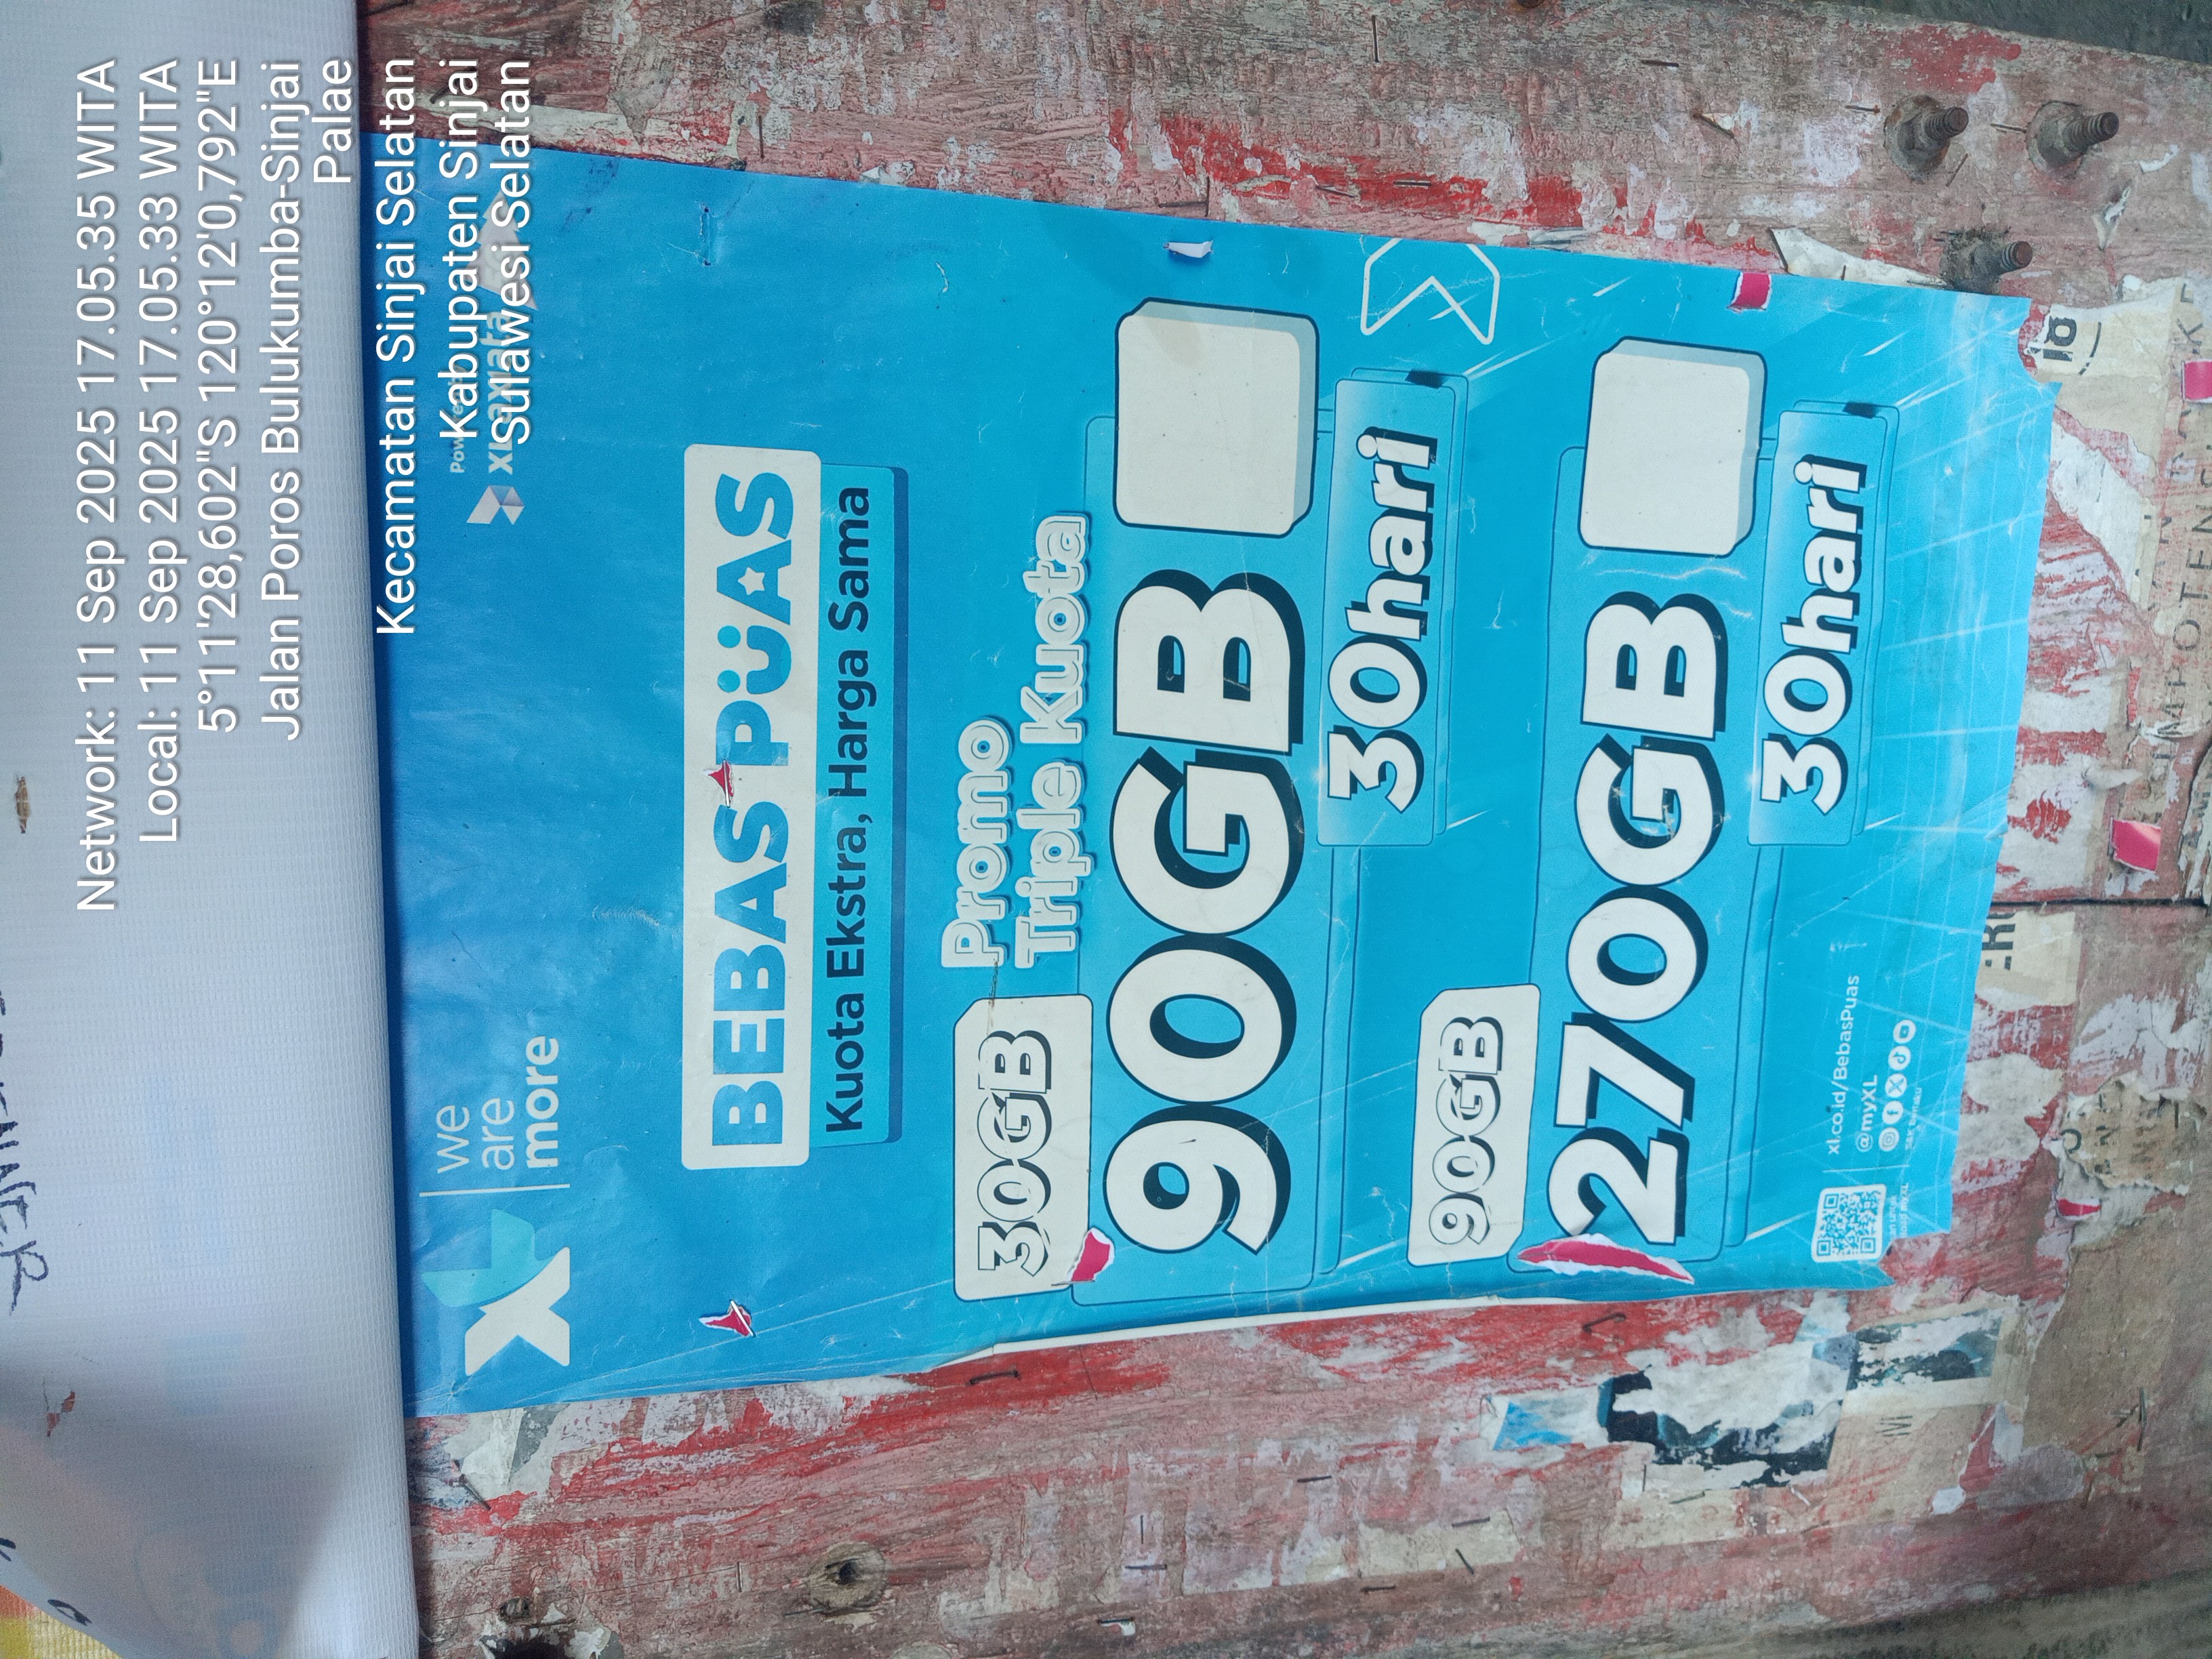 Network: 11 Sep 2025 17.05.35 WITA
Local: 11 Sep 2025 17.05.33 WITA
5°11'28,602"S 120°12'0,792"E
Jalan Poros Bulukumba-Sinjai
Palae
Kecamatan Sinjai Selatan
Kabupaten Sinjai
Sulawesi Selatan
XL
we
are
more
BEBAS PUAS
Kuota Ekstra, Harga Sama
Promo
Triple Kuota
30GB
90GB
30hari
90GB
270GB
30hari
xl.co.id/BebasPuas
@myXL